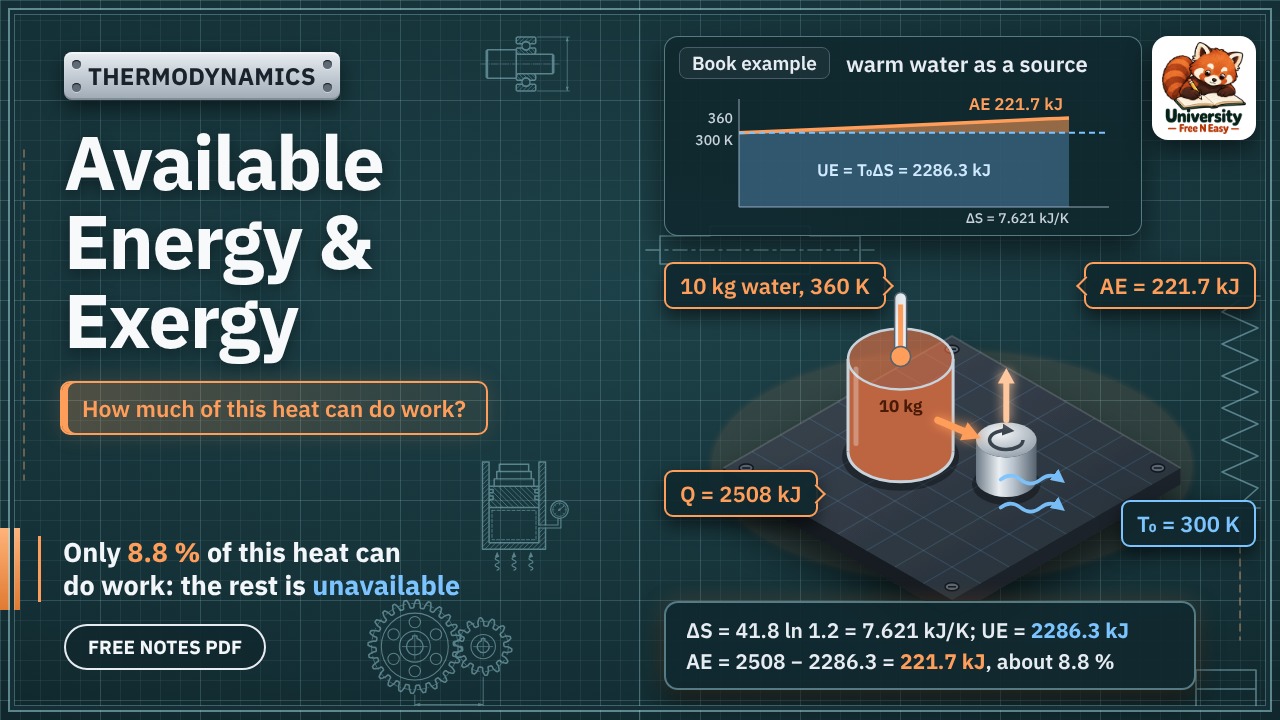 THERMODYNAMICS
Available
Energy &
Exergy
How much of this heat can do work?
Only 8.8 % of this heat can
do work: the rest is unavailable
FREE NOTES PDF
Book example
warm water as a source
AE 221.7 kJ
360
300 K
UE = T₀ΔS = 2286.3 kJ
ΔS = 7.621 kJ/K
University
Free N Easy
10 kg water, 360 K
AE = 221.7 kJ
10 kg
Q = 2508 kJ
T₀ = 300 K
ΔS = 41.8 ln 1.2 = 7.621 kJ/K; UE = 2286.3 kJ
AE = 2508 – 2286.3 = 221.7 kJ, about 8.8 %